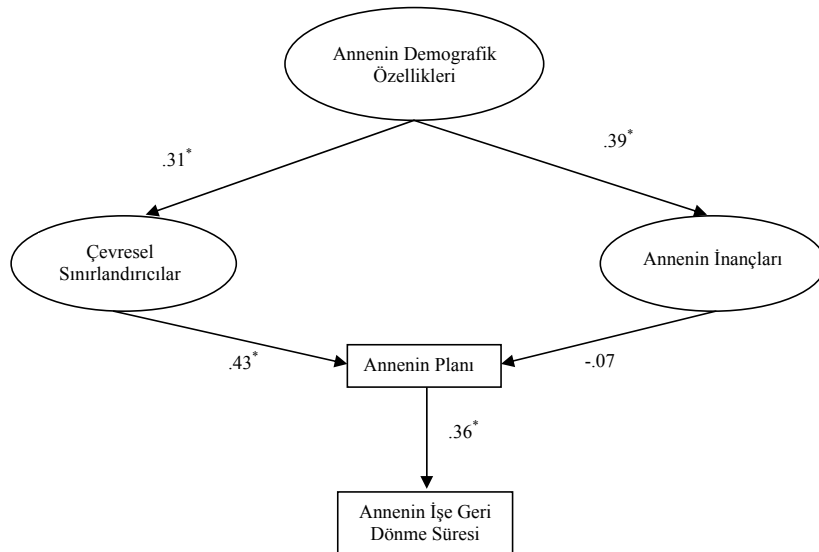 Annenin Demografik
Özellikleri
.31*
.39*
Çevresel
Sınırlandırıcılar
Annenin İnançları
.43*
Annenin Planı
-.07
.36*
Annenin İşe Geri
Dönme Süresi